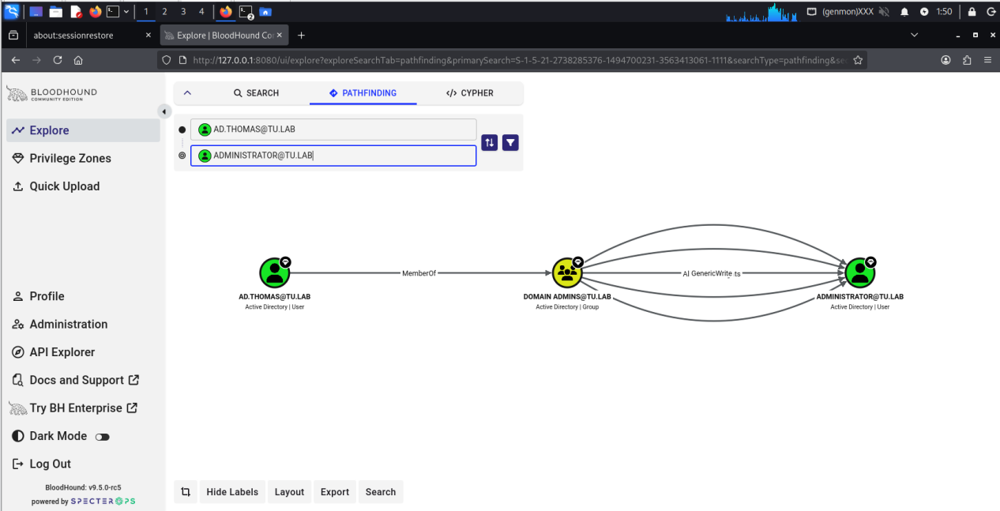 1 2 3 4 2 (genmon)XXX 1:50
about:sessionrestore × Explore | BloodHound Co × +
http://127.0.0.1:8080/ui/explore?exploreSearchTab=pathfinding&primarySearch=S-1-5-21-2738285376-1494700231-3563413061-1111&searchType=pathfinding&se
BLOODHOUND
COMMUNITY EDITION
Explore
Privilege Zones
Quick Upload
Profile
Administration
API Explorer
Docs and Support
Try BH Enterprise
Dark Mode
Log Out
BloodHound: v9.5.0-rc5
powered by SPECTEROPS
SEARCH PATHFINDING </> CYPHER
AD.THOMAS@TU.LAB
ADMINISTRATOR@TU.LAB
MemberOf GenericWrite
AD.THOMAS@TU.LAB DOMAIN ADMINS@TU.LAB ADMINISTRATOR@TU.LAB
Active Directory | User Active Directory | Group Active Directory | User
Hide Labels Layout Export Search